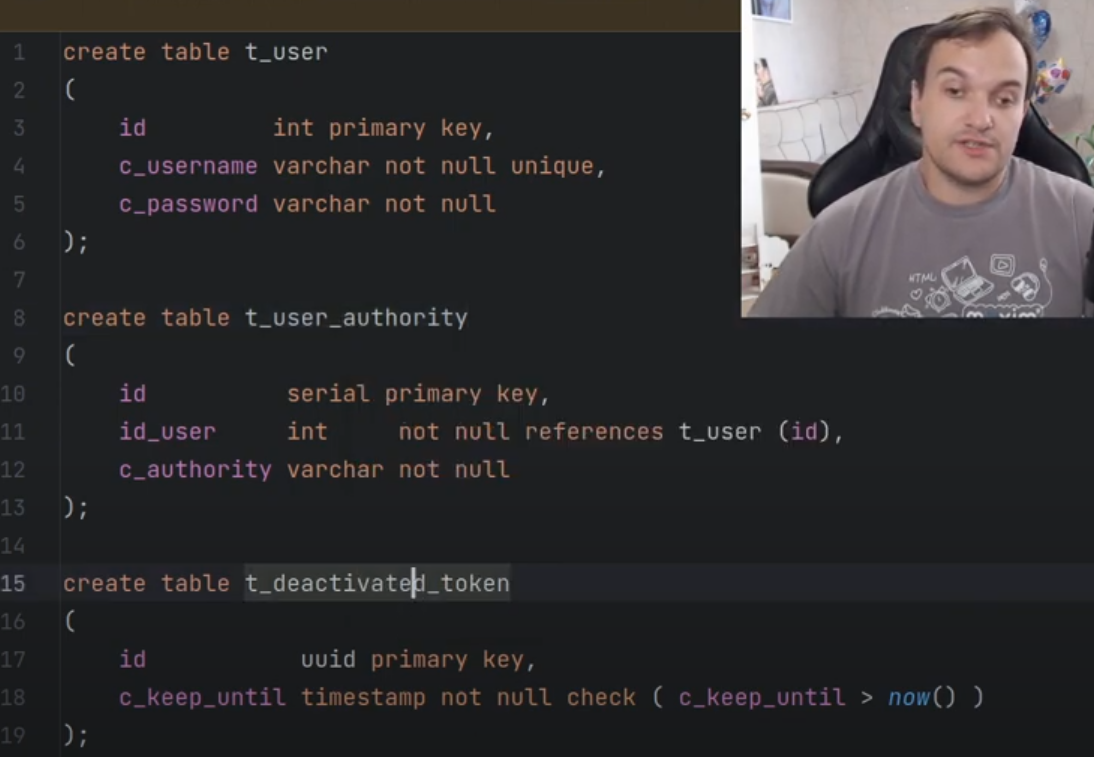 1 create table t_user
2 (
3 id int primary key,
4 c_username varchar not null unique,
5 c_password varchar not null
6 );
7
8 create table t_user_authority
9 (
10 id serial primary key,
11 id_user int not null references t_user (id),
12 c_authority varchar not null
13 );
14
15 create table t_deactivated_token
16 (
17 id uuid primary key,
18 c_keep_until timestamp not null check ( c_keep_until > now() )
19 );
HTML